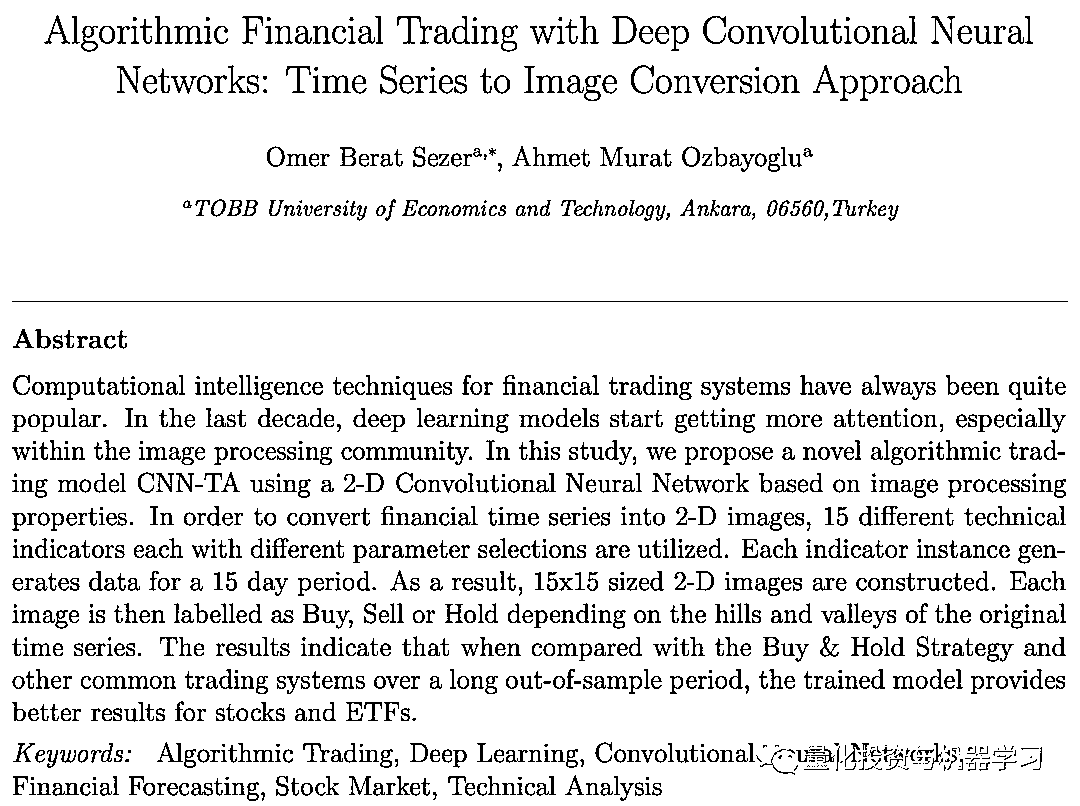 Algorithmic Financial Trading with Deep Convolutional Neural
Networks: Time Series to Image Conversion Approach
Omer Berat Sezerᵃ,*, Ahmet Murat Ozbayogluᵃ
ᵃTOBB University of Economics and Technology, Ankara, 06560,Turkey
Abstract
Computational intelligence techniques for financial trading systems have always been quite
popular. In the last decade, deep learning models start getting more attention, especially
within the image processing community. In this study, we propose a novel algorithmic trad-
ing model CNN-TA using a 2-D Convolutional Neural Network based on image processing
properties. In order to convert financial time series into 2-D images, 15 different technical
indicators each with different parameter selections are utilized. Each indicator instance gen-
erates data for a 15 day period. As a result, 15x15 sized 2-D images are constructed. Each
image is then labelled as Buy, Sell or Hold depending on the hills and valleys of the original
time series. The results indicate that when compared with the Buy & Hold Strategy and
other common trading systems over a long out-of-sample period, the trained model provides
better results for stocks and ETFs.
Keywords: Algorithmic Trading, Deep Learning, Convolutional Neural Networks,
量化投资与机器学习
Financial Forecasting, Stock Market, Technical Analysis